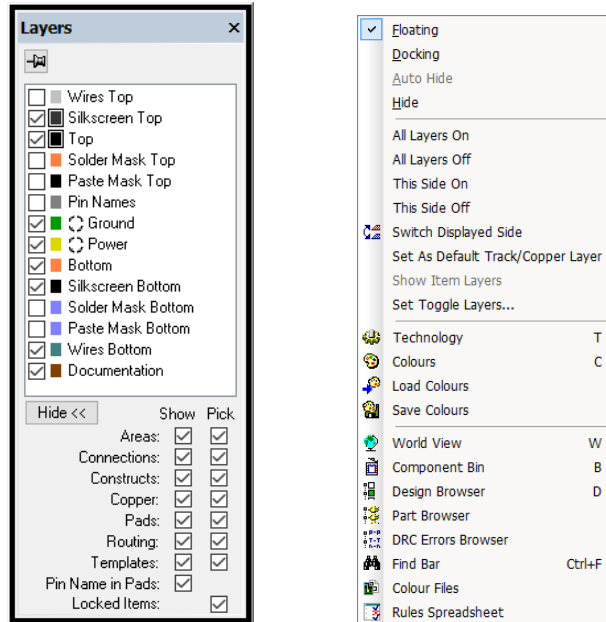 Layers
Wires Top
Silkscreen Top
Top
Solder Mask Top
Paste Mask Top
Pin Names
Ground
Power
Bottom
Silkscreen Bottom
Solder Mask Bottom
Paste Mask Bottom
Wires Bottom
Documentation
Hide << Show Pick
Areas:
Connections:
Constructs:
Copper:
Pads:
Routing:
Templates:
Pin Name in Pads:
Locked Items:
Floating
Docking
Auto Hide
Hide
All Layers On
All Layers Off
This Side On
This Side Off
Switch Displayed Side
Set As Default Track/Copper Layer
Show Item Layers
Set Toggle Layers...
Technology T
Colours C
Load Colours
Save Colours
World View W
Component Bin B
Design Browser D
Part Browser
DRC Errors Browser
Find Bar Ctrl+F
Colour Files
Rules Spreadsheet